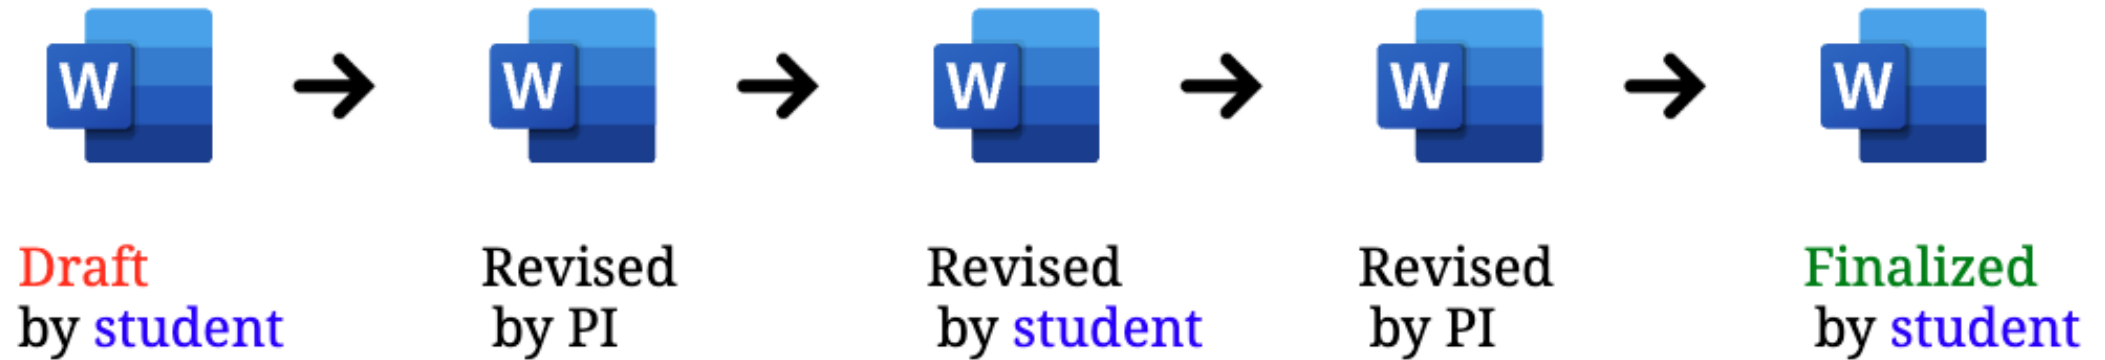 W
W
W
W
W
Draft
by student
Revised
by PI
Revised
by student
Revised
by PI
Finalized
by student